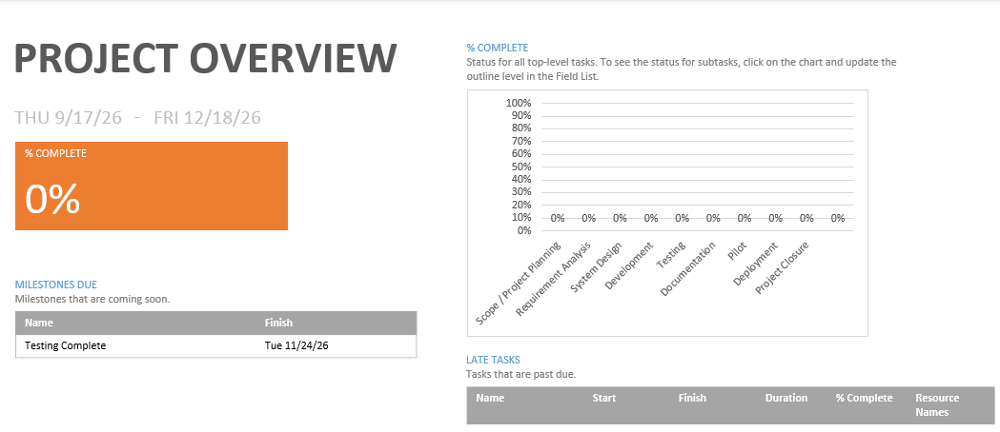 PROJECT OVERVIEW
THU 9/17/26 - FRI 12/18/26
% COMPLETE
0%
MILESTONES DUE
Milestones that are coming soon.
Name Finish
Testing Complete Tue 11/24/26
% COMPLETE
Status for all top-level tasks. To see the status for subtasks, click on the chart and update the
outline level in the Field List.
100%
90%
80%
70%
60%
50%
40%
30%
20%
10%
0%
0% 0% 0% 0% 0% 0% 0% 0% 0% 0%
Scope / Project Planning
Requirement Analysis
System Design
Development
Testing
Documentation
Pilot
Deployment
Project Closure
LATE TASKS
Tasks that are past due.
Name Start Finish Duration % Complete Resource
Names